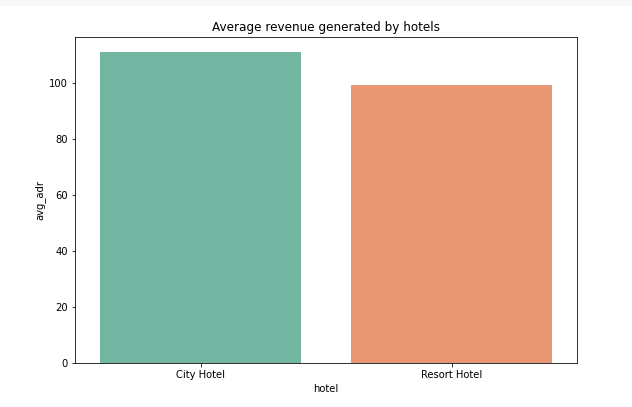 Average revenue generated by hotels
100
80
60
40
20
0
avg_adr
City Hotel
Resort Hotel
hotel